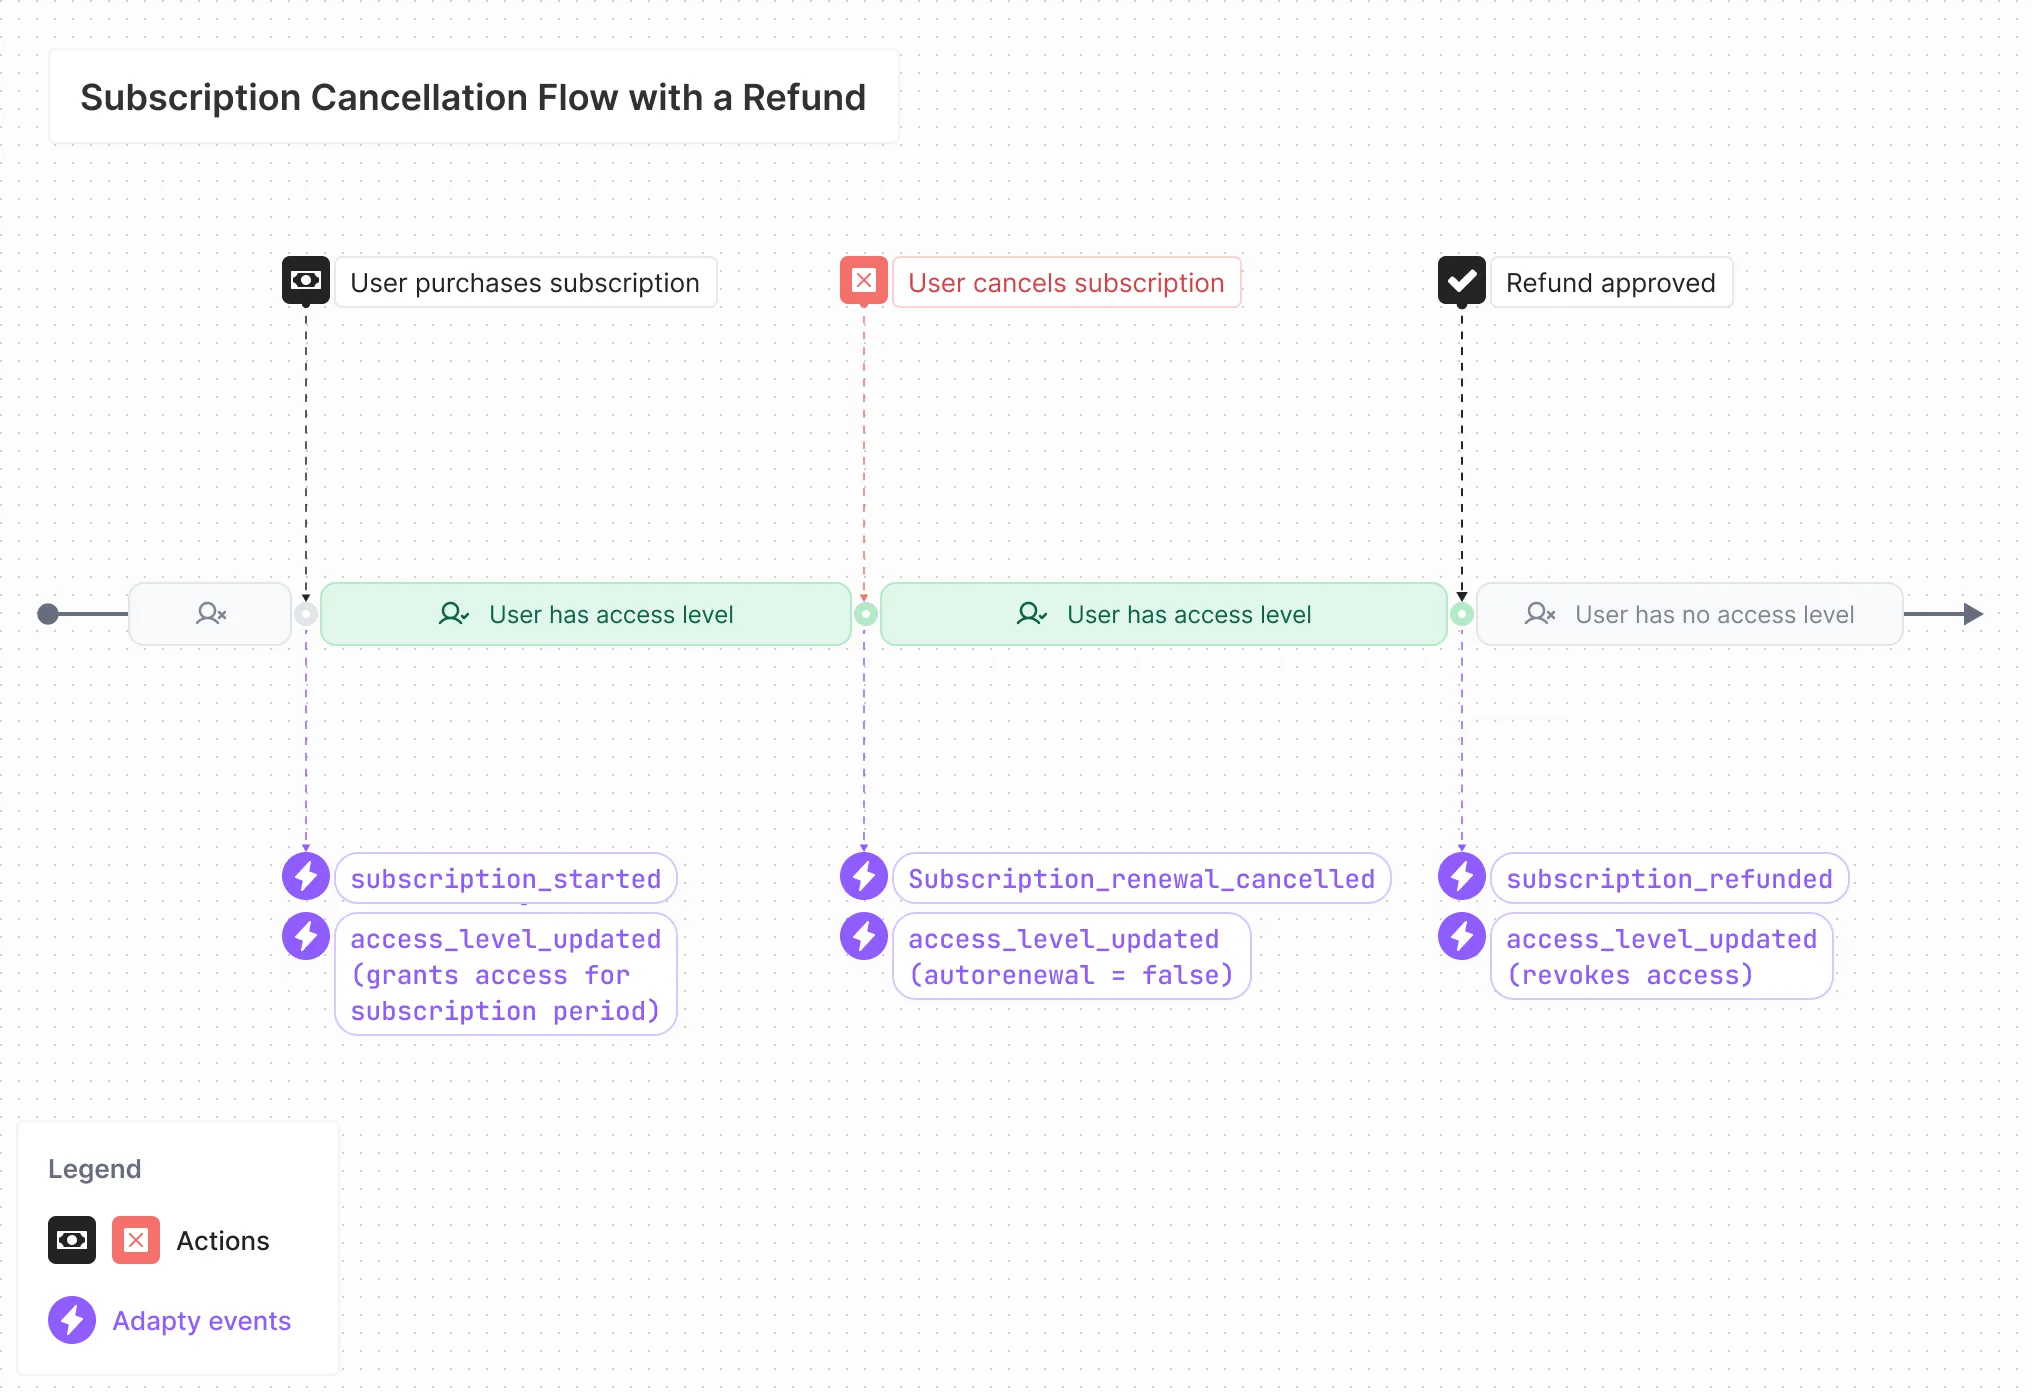 Subscription Cancellation Flow with a Refund
User purchases subscription
User cancels subscription
Refund approved
User has access level
User has access level
User has no access level
subscription_started
access_level_updated
(grants access for
subscription period)
Subscription_renewal_cancelled
access_level_updated
(autorenewal = false)
subscription_refunded
access_level_updated
(revokes access)
Legend
Actions
Adapty events